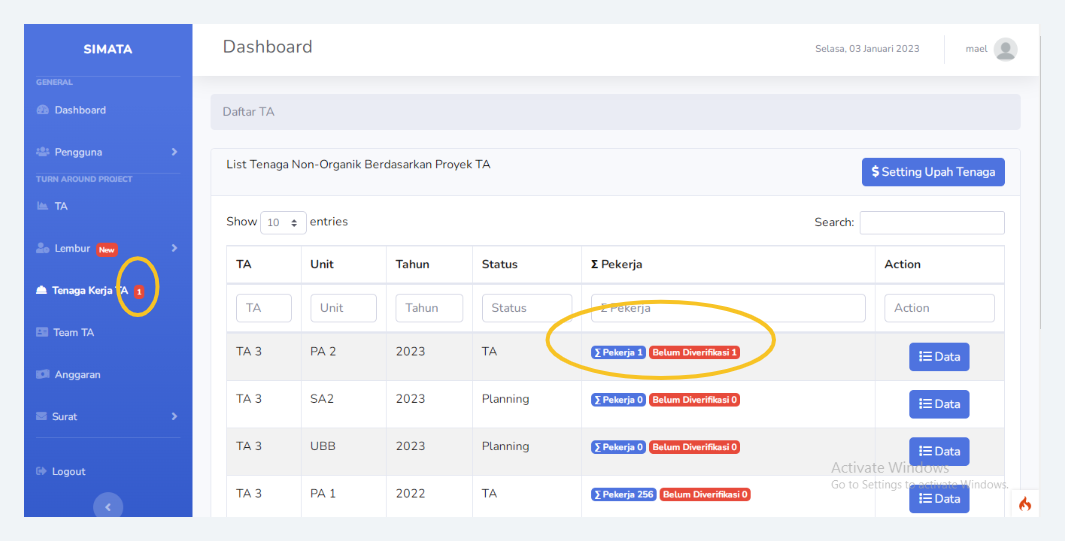 SIMATA
GENERAL
Dashboard
Pengguna
TURN AROUND PROJECT
TA
Lembur New
Tenaga Kerja TA 1
Team TA
Anggaran
Surat
Logout
Dashboard
Selasa, 03 Januari 2023
mael
Daftar TA
List Tenaga Non-Organik Berdasarkan Proyek TA
$ Setting Upah Tenaga
Show 10 entries
Search:
TA Unit Tahun Status Σ Pekerja Action
TA Unit Tahun Status Σ Pekerja Action
TA 3 PA 2 2023 TA ∑ Pekerja 1 Belum Diverifikasi 1 Data
TA 3 SA2 2023 Planning ∑ Pekerja 0 Belum Diverifikasi 0 Data
TA 3 UBB 2023 Planning ∑ Pekerja 0 Belum Diverifikasi 0 Data
TA 3 PA 1 2022 TA ∑ Pekerja 256 Belum Diverifikasi 0 Data
Activate Windows
Go to Settings to activate Windows.